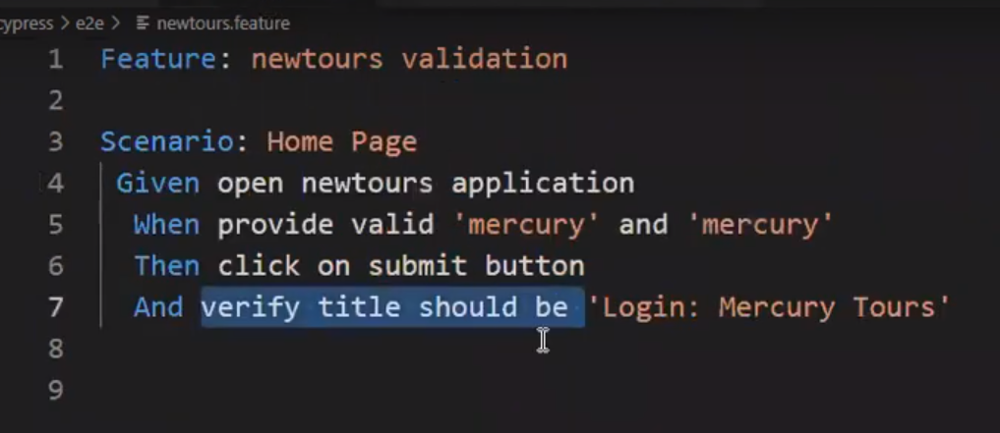 cypress > e2e > newtours.feature
1 Feature: newtours validation
2
3 Scenario: Home Page
4 Given open newtours application
5 When provide valid 'mercury' and 'mercury'
6 Then click on submit button
7 And verify title should be 'Login: Mercury Tours'
8
9